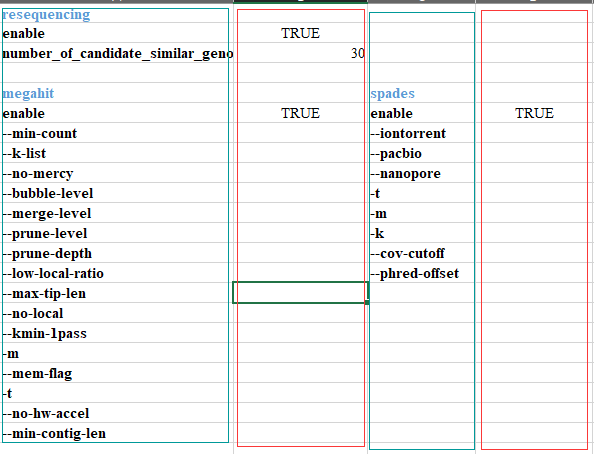 resequencing
enable TRUE
number_of_candidate_similar_geno 30
megahit spades
enable TRUE enable TRUE
--min-count --iontorrent
--k-list --pacbio
--no-mercy --nanopore
--bubble-level -t
--merge-level -m
--prune-level -k
--prune-depth --cov-cutoff
--low-local-ratio --phred-offset
--max-tip-len
--no-local
--kmin-1pass
-m
--mem-flag
-t
--no-hw-accel
--min-contig-len